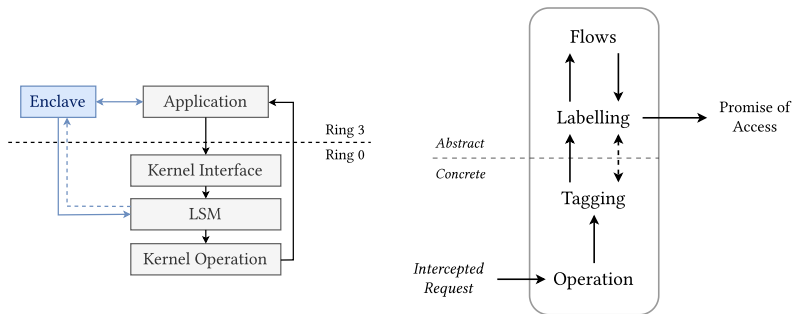 Enclave
Application
Ring 3
Ring 0
Kernel Interface
LSM
Kernel Operation
Flows
Labelling
Promise of
Access
Abstract
Concrete
Tagging
Intercepted
Request
Operation